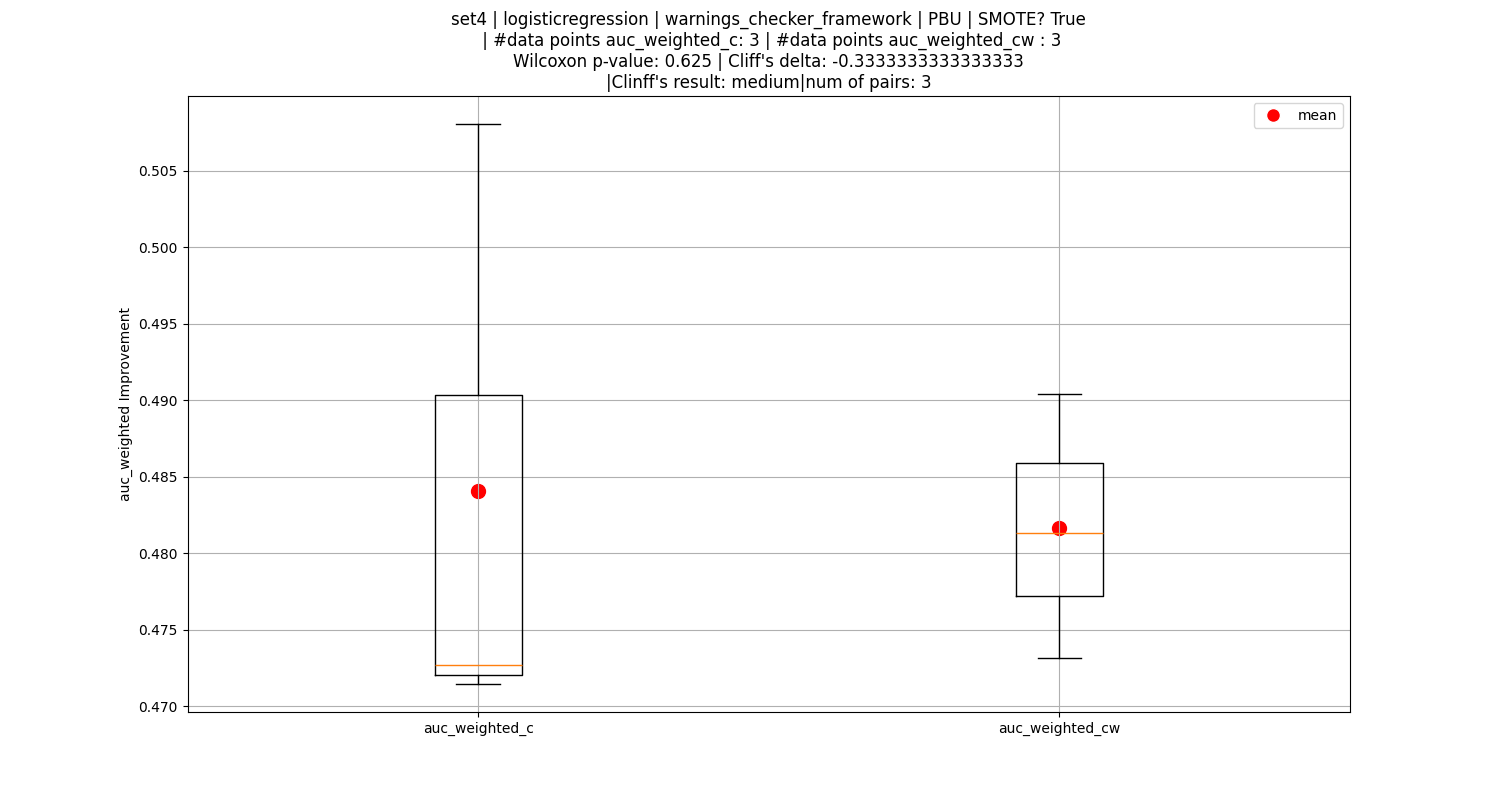 set4 | logisticregression | warnings_checker_framework | PBU | SMOTE? True
| #data points auc_weighted_c: 3 | #data points auc_weighted_cw : 3
Wilcoxon p-value: 0.625 | Cliff's delta: -0.3333333333333333
|Clinff's result: medium|num of pairs: 3
mean
auc_weighted Improvement
0.505
0.500
0.495
0.490
0.485
0.480
0.475
0.470
auc_weighted_c
auc_weighted_cw